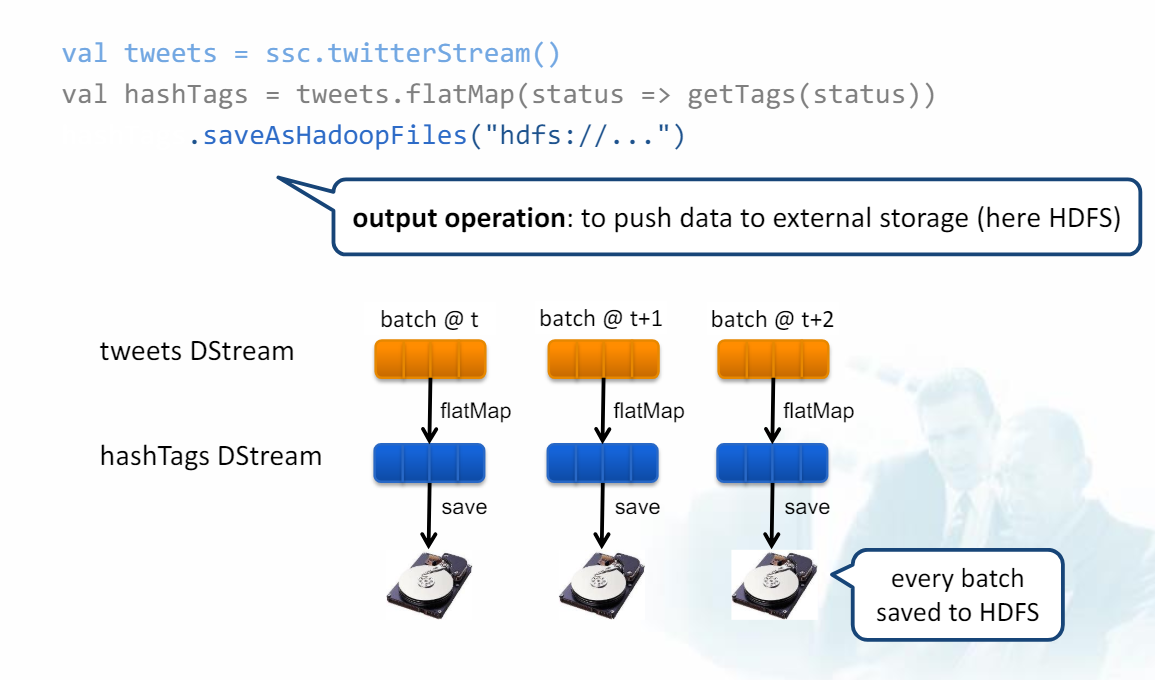 val tweets = ssc.twitterStream()
val hashTags = tweets.flatMap(status => getTags(status))
.saveAsHadoopFiles("hdfs://...")
output operation: to push data to external storage (here HDFS)
batch @ t batch @ t+1 batch @ t+2
tweets DStream
flatMap flatMap flatMap
hashTags DStream
save save save
every batch
saved to HDFS